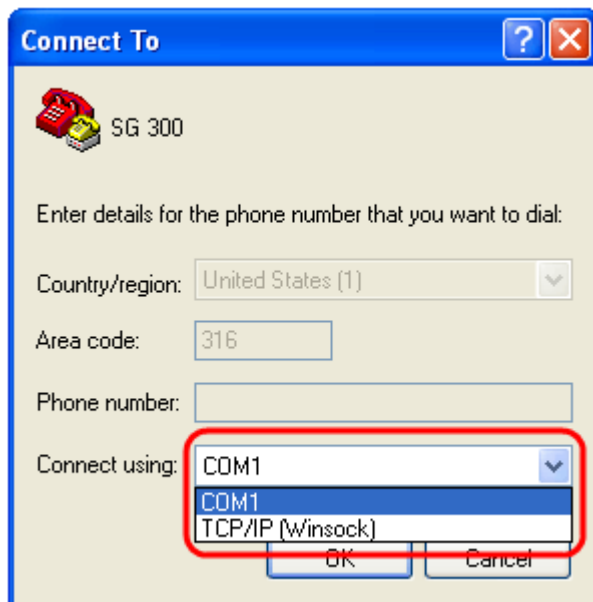 Connect To
SG 300
Enter details for the phone number that you want to dial:
Country/region: United States (1)
Area code: 316
Phone number:
Connect using: COM1
COM1
TCP/IP (Winsock)
OK Cancel